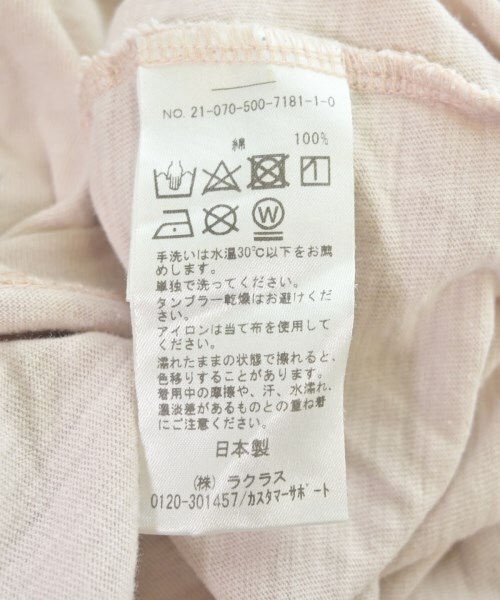 NO. 21-070-500-7181-1-0
綿 100%
W
手洗いは水温30℃以下をお薦
めします。
単独で洗ってください。
タンブラー乾燥はお避けくだ
さい。
アイロンは当て布を使用して
ください。
濡れたままの状態で擦れると、
色移りすることがあります。
着用中の摩擦や、汗、水濡れ、
濃淡差があるものとの重ね着
にご注意ください。
日本製
(株) ラクラス
0120-301457/カスタマーサポート